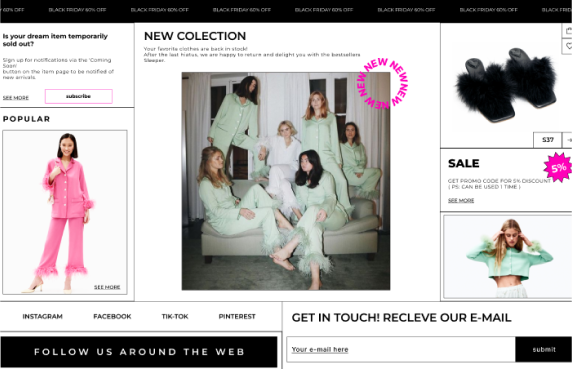 60% OFF BLACK FRIDAY 60% OFF BLACK FRIDAY 60% OFF BLACK FRIDAY 60% OFF BLACK FRIDAY 60% OFF BLACK FRIDAY 60% OFF BLACK FRIDAY 60% OFF BLACK
Is your dream item temporarily
sold out?
Sign up for notifications via the 'Coming
Soon'
button on the item page to be notified of
new arrivals
SEE MORE
subscribe
POPULAR
SEE MORE
NEW COLECTION
Your favorite clothes are back in stock!
After the last hiatus, we are happy to return and delight you with the bestsellers
Sleeper.
NEW NEW NEW NEW NEW NEW
537
SALE
5%
GET PROMO CODE FOR 5% DISCOUNT
( PS. CAN BE USED 1 TIME )
SEE MORE
INSTAGRAM
FACEBOOK
TIK-TOK
PINTEREST
FOLLOW US AROUND THE WEB
GET IN TOUCH! RECLEVE OUR E-MAIL
Your e-mail here
submit